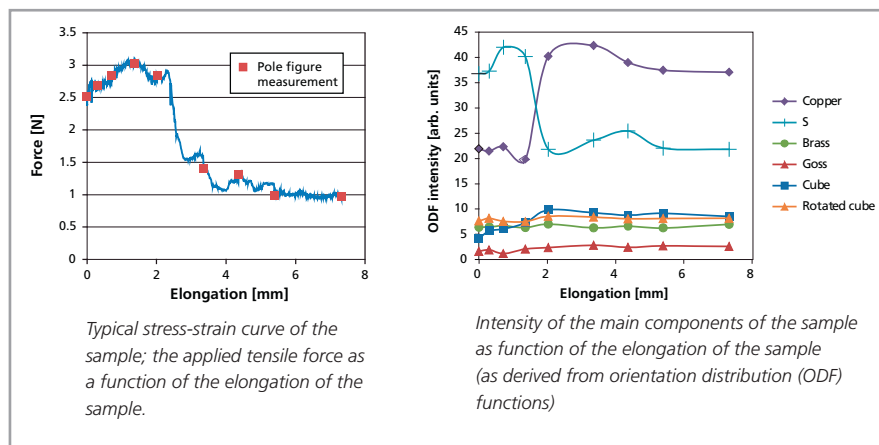 3.5
3
2.5
2
1.5
1
0.5
0
0 2 4 6 8
Force [N]
Elongation [mm]
Pole figure
measurement
Typical stress-strain curve of the
sample; the applied tensile force as
a function of the elongation of the
sample.
45
40
35
30
25
20
15
10
5
0
0.0 2 4 6 8
ODF intensity [arb. units]
Elongation [mm]
Copper
S
Brass
Goss
Cube
Rotated cube
Intensity of the main components of the sample
as function of the elongation of the sample
(as derived from orientation distribution (ODF)
functions)